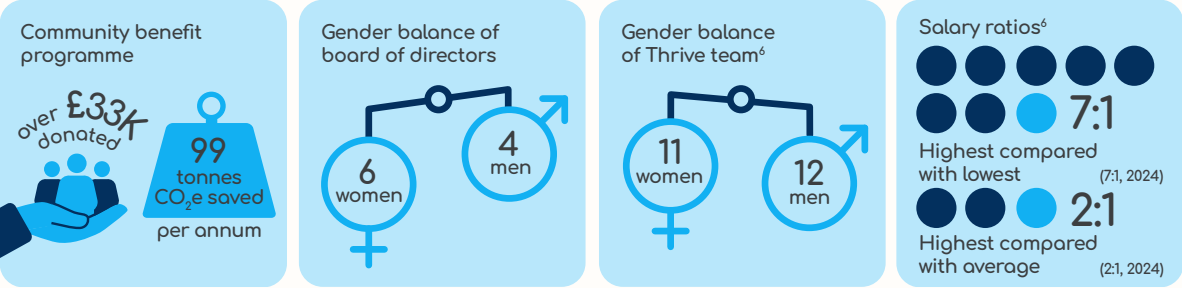 Community benefit
programme
over £33K
donated
99
tonnes
CO₂e saved
per annum
Gender balance of
board of directors
6
women
4
men
Gender balance
of Thrive team⁶
11
women
12
men
Salary ratios⁶
7:1
Highest compared
with lowest (7:1, 2024)
2:1
Highest compared
with average (2:1, 2024)